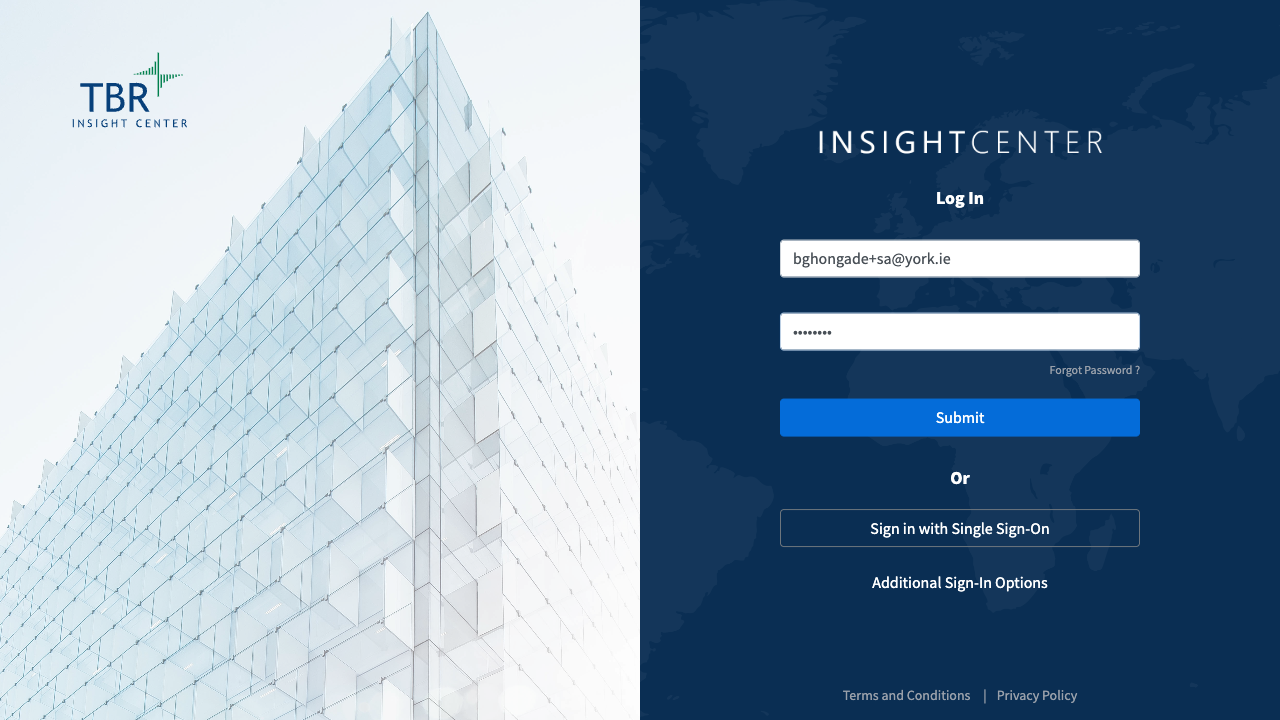 TBR
INSIGHT CENTER
INSIGHTCENTER
Log In
bghongade+sa@york.ie
••••••••
Forgot Password ?
Submit
Or
Sign in with Single Sign-On
Additional Sign-In Options
Terms and Conditions | Privacy Policy